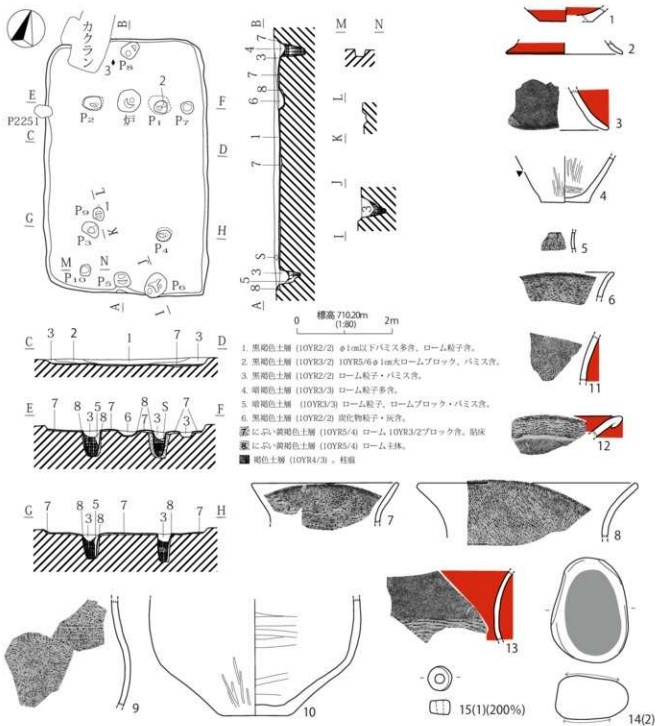 カクラン
B
3
P8
E
F
2
P2
炉
P1
P7
P2251
C
D
P9
1
L
P3
K
G
H
P4
J
M
N
P10
P5
P6
A
I
B
7
4
3
7
8
6
1
7
S
3
5
8
A
M
N
L
K
J
3
I
標高 710.20m
0
(1:80)
2m
C
3
2
1
7
3
D
E
7
8
3
5
8
7
6
8
7
3
S
7
3
F
G
7
8
3
5
8
7
3
8
7
H
1. 黒褐色土層 (10YR2/2) φ1㎝以下パミス多含、ローム粒子含。
2. 黒褐色土層 (10YR3/2) 10YR5/6φ1㎝大ロームブロック、パミス含。
3. 黒褐色土層 (10YR2/2) ローム粒子・パミス含。
4. 暗褐色土層 (10YR3/3) ローム粒子多含。
5. 暗褐色土層 (10YR3/3) ローム粒子、ロームブロック・パミス含。
6. 黒褐色土層 (10YR2/2) 炭化物粒子・灰含。
7. にぶい黄褐色土層 (10YR5/4) ローム10YR3/2ブロック含。貼床
8. にぶい黄褐色土層 (10YR5/4) ローム主体。
褐色土層 (10YR4/3) 。柱痕
1
2
3
4
5
6
11
12
7
8
9
10
13
15(1)(200%)
14(2)